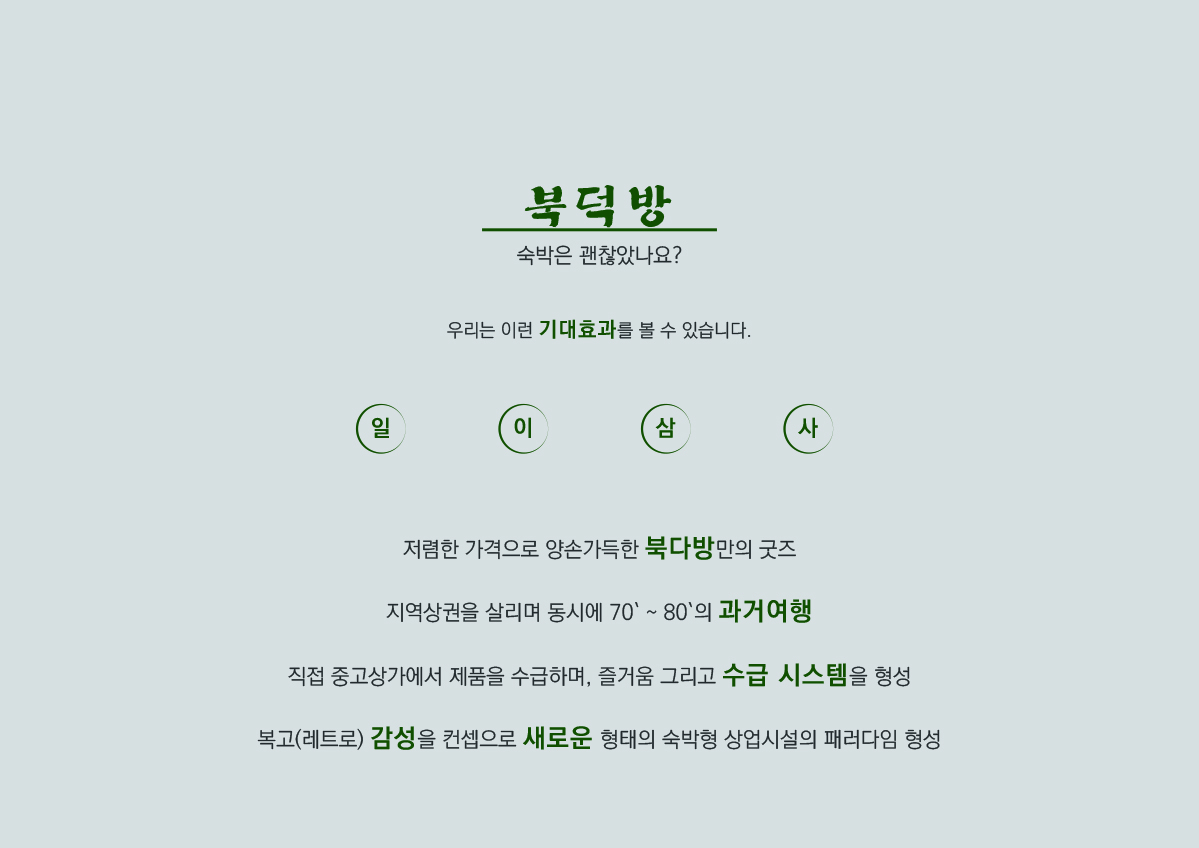 북덕방
숙박은 괜찮았나요?
우리는 이런 기대효과를 볼 수 있습니다.
일 이 삼 사
저렴한 가격으로 양손가득한 북다방만의 굿즈
지역상권을 살리며 동시에 70` ~ 80`의 과거여행
직접 중고상가에서 제품을 수급하며, 즐거움 그리고 수급 시스템을 형성
복고(레트로) 감성을 컨셉으로 새로운 형태의 숙박형 상업시설의 패러다임 형성